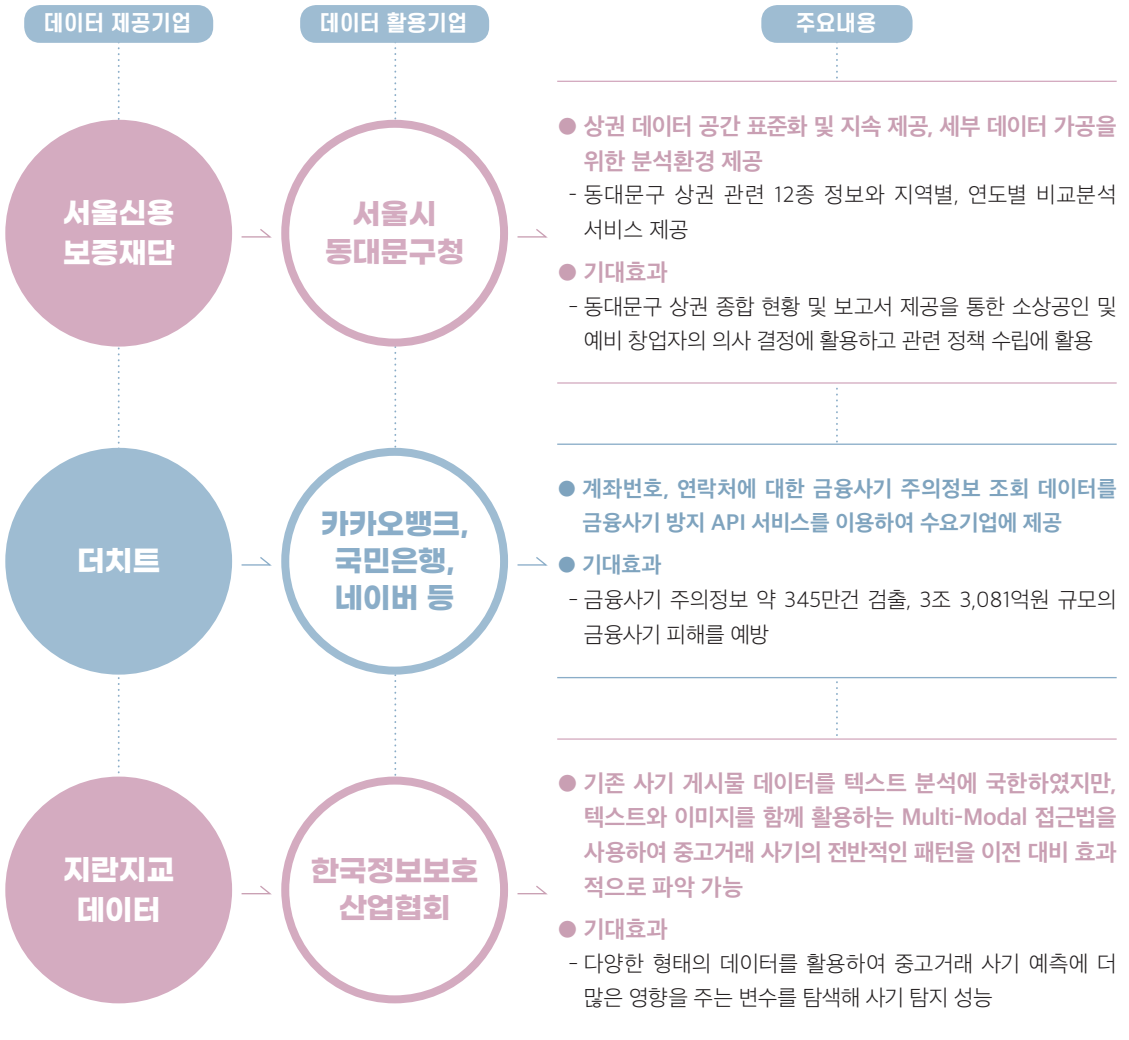 데이터 제공기업
데이터 활용기업
주요내용
서울신용
보증재단
서울시
동대문구청
● 상권 데이터 공간 표준화 및 지속 제공, 세부 데이터 가공을
위한 분석환경 제공
- 동대문구 상권 관련 12종 정보와 지역별, 연도별 비교분석
서비스 제공
● 기대효과
- 동대문구 상권 종합 현황 및 보고서 제공을 통한 소상공인 및
예비 창업자의 의사 결정에 활용하고 관련 정책 수립에 활용
더치트
카카오뱅크,
국민은행,
네이버 등
● 계좌번호, 연락처에 대한 금융사기 주의정보 조회 데이터를
금융사기 방지 API 서비스를 이용하여 수요기업에 제공
● 기대효과
- 금융사기 주의정보 약 345만건 검출, 3조 3,081억원 규모의
금융사기 피해를 예방
지란지교
데이터
한국정보보호
산업협회
● 기존 사기 게시물 데이터를 텍스트 분석에 국한하였지만,
텍스트와 이미지를 함께 활용하는 Multi-Modal 접근법을
사용하여 중고거래 사기의 전반적인 패턴을 이전 대비 효과
적으로 파악 가능
● 기대효과
- 다양한 형태의 데이터를 활용하여 중고거래 사기 예측에 더
많은 영향을 주는 변수를 탐색해 사기 탐지 성능